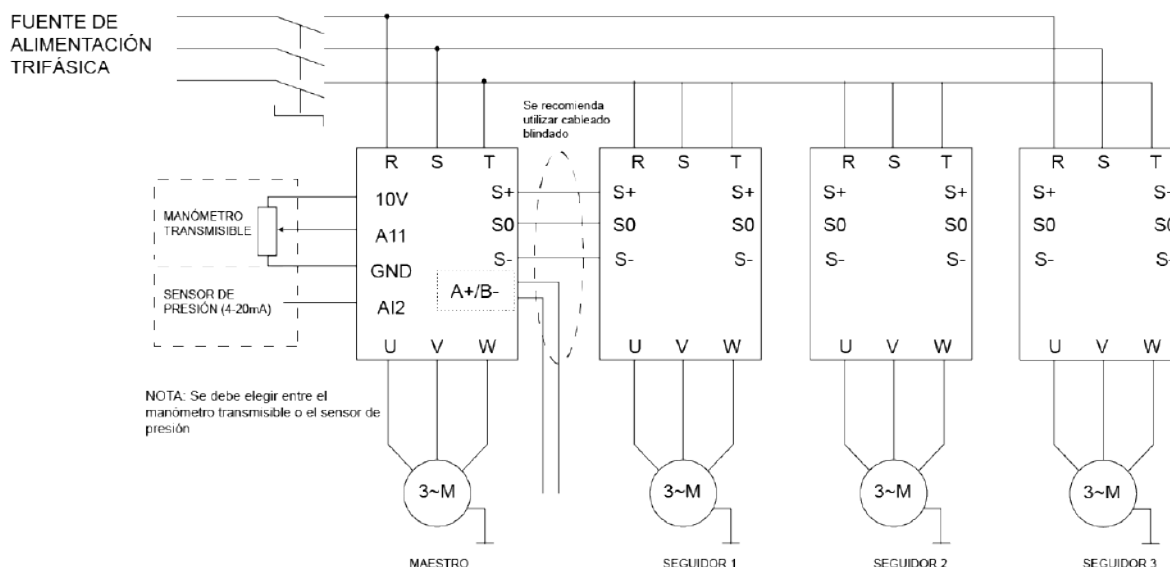 FUENTE DE
ALIMENTACIÓN
TRIFÁSICA
Se recomienda
utilizar cableado
blindado
R S T
R S T
R S T
R S T
10V
A11
GND
AI2
MANÓMETRO
TRANSMISIBLE
SENSOR DE
PRESIÓN (4-20mA)
S+
S0
S-
A+/B-
U V W
S+ S+
S0 S0
S- S-
U V W
S+ S+
S0 S0
S- S-
U V W
S+ S-
S0 S0
S- S-
U V W
NOTA: Se debe elegir entre el
manómetro transmisible o el sensor de
presión
3~M
3~M
3~M
3~M
MAESTRO
SEGUIDOR 1
SEGUIDOR 2
SEGUIDOR 3